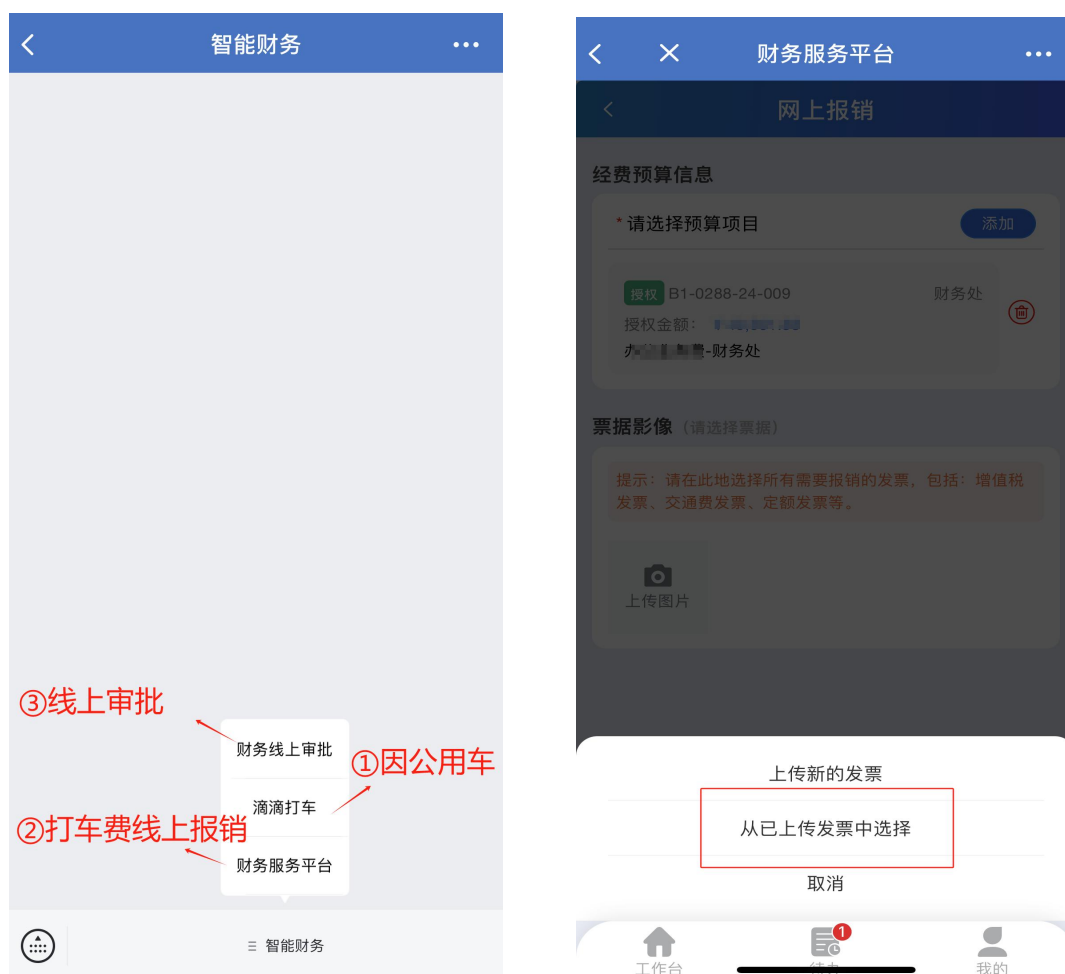 智能财务
③线上审批
财务线上审批
①因公用车
滴滴打车
②打车费线上报销
财务服务平台
智能财务
财务服务平台
网上报销
经费预算信息
*请选择预算项目
添加
授权 B1-0288-24-009
财务处
授权金额：
-财务处
票据影像（请选择票据）
提示：请在此地选择所有需要报销的发票，包括：增值税
发票、交通费发票、定额发票等。
上传图片
上传新的发票
从已上传发票中选择
取消
1
工作台
待办
我的